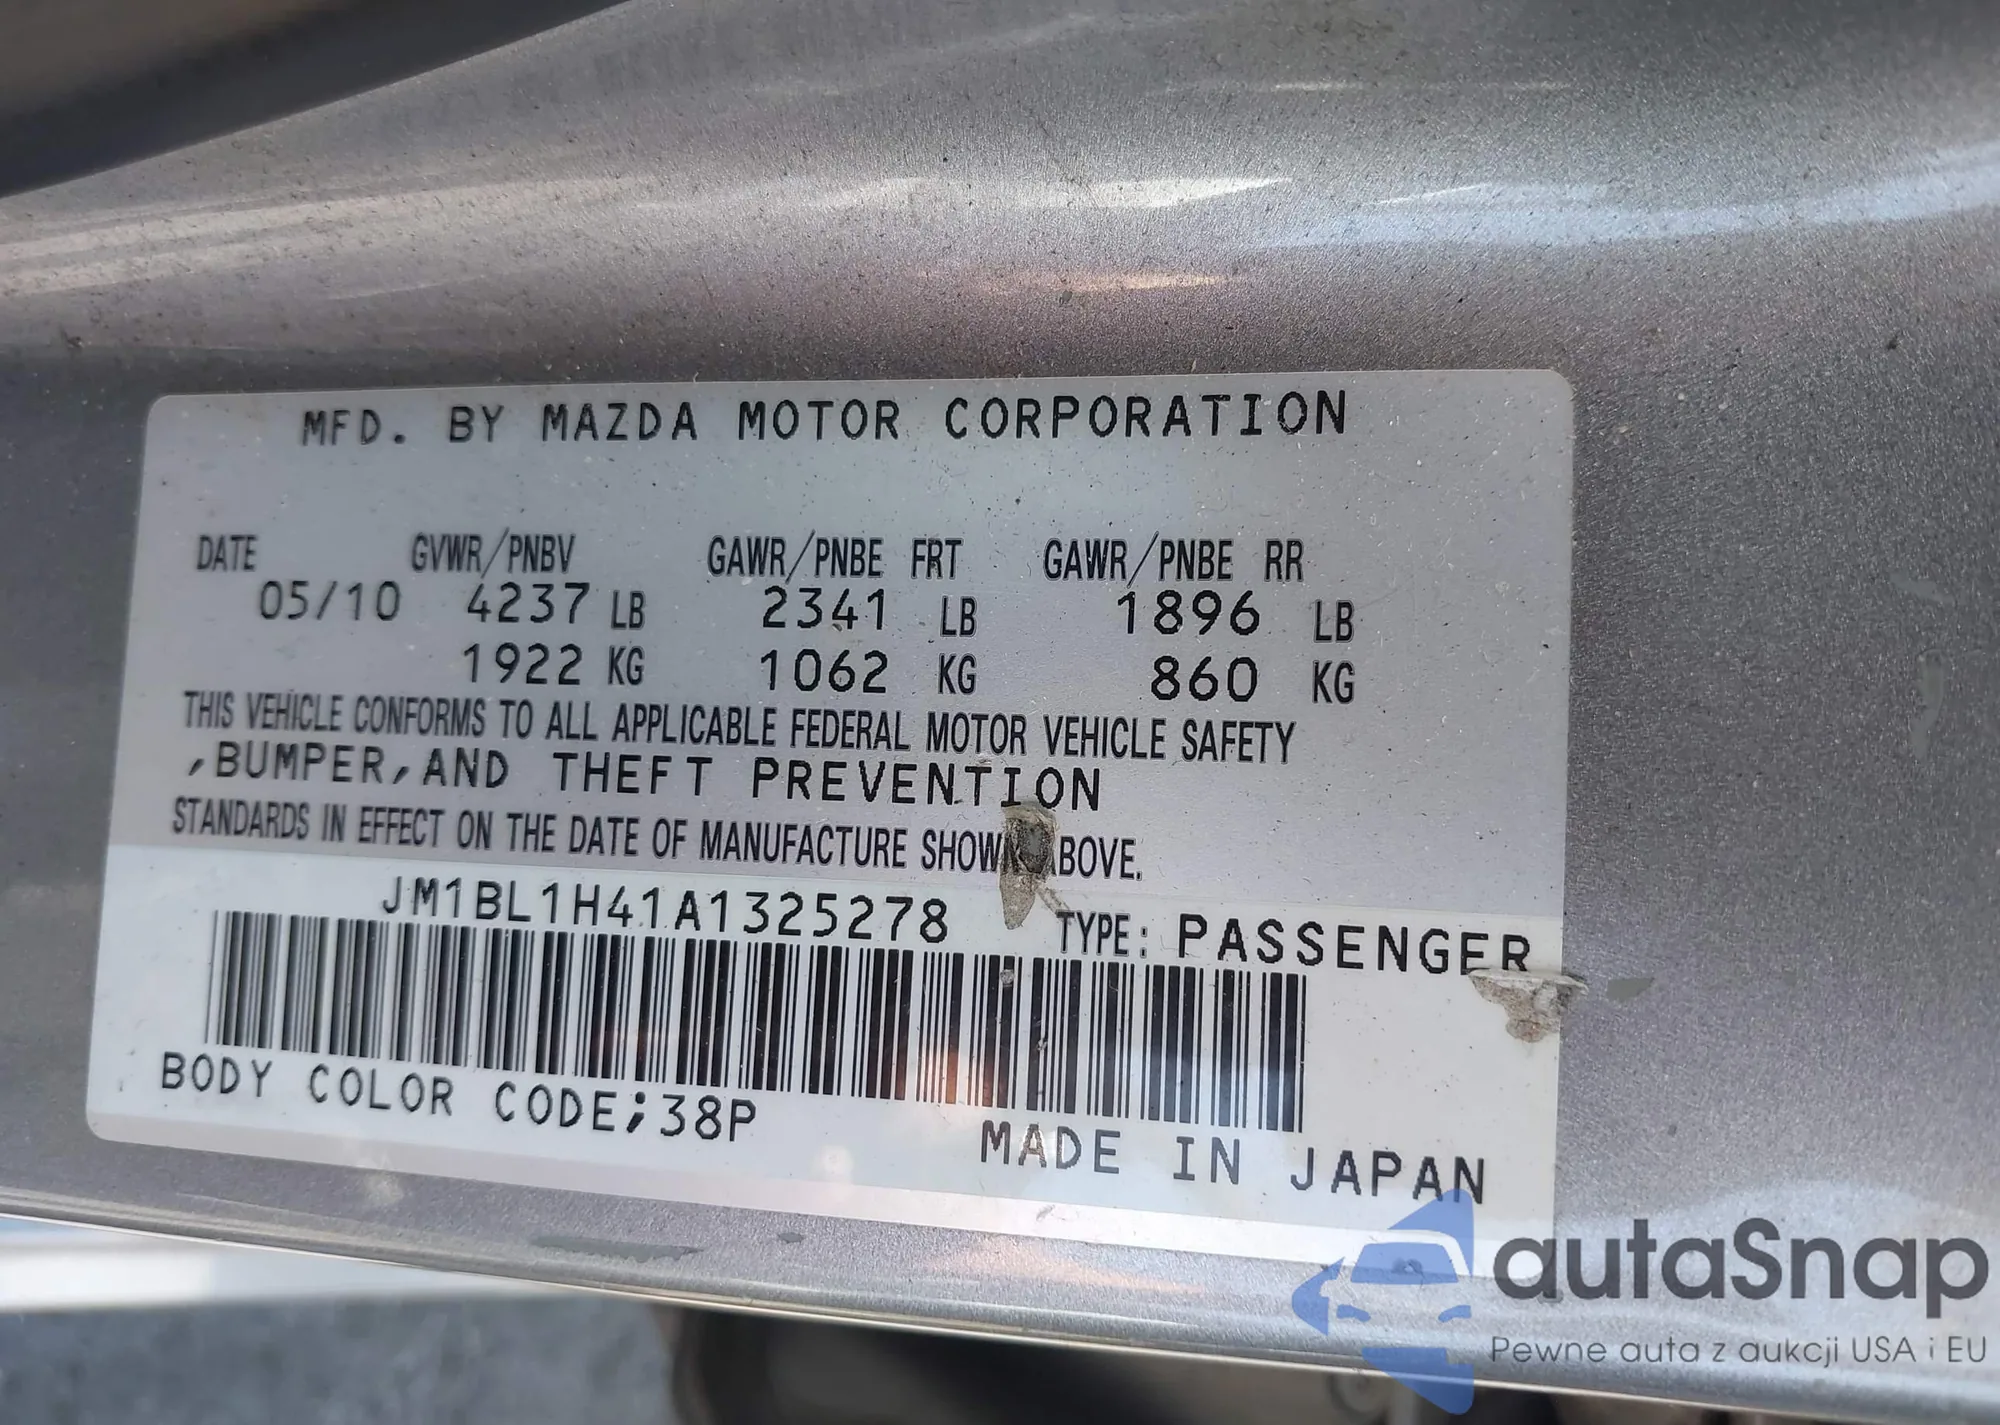 MFD. BY MAZDA MOTOR CORPORATION
DATE GVWR/PNBV GAWR/PNBE FRT GAWR/PNBE RR
05/10 4237 LB 2341 LB 1896 LB
1922 KG 1062 KG 860 KG
THIS VEHICLE CONFORMS TO ALL APPLICABLE FEDERAL MOTOR VEHICLE SAFETY
,BUMPER,AND THEFT PREVENTION
STANDARDS IN EFFECT ON THE DATE OF MANUFACTURE SHOWN ABOVE.
JM1BL1H41A1325278 TYPE: PASSENGER
BODY COLOR CODE;38P
MADE IN JAPAN
autaSnap
Pewne auta z aukcji USA i EU